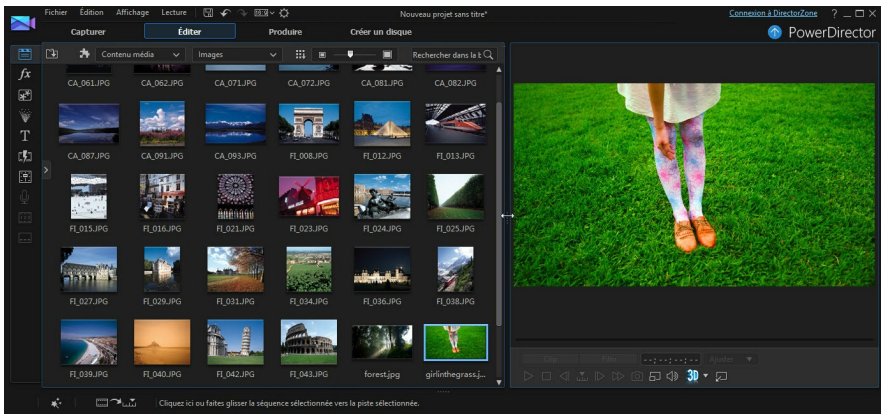 Fichier Édition Affichage Lecture Nouveau projet sans titre* Connexion à DirectorZone ?
Capturer Éditer Produire Créer un disque PowerDirector
Contenu média Images Rechercher dans la b
fx
T
CA_061.JPG CA_062.JPG CA_071.JPG CA_072.JPG CA_081.JPG CA_082.JPG
CA_087.JPG CA_091.JPG CA_093.JPG FI_008.JPG FI_012.JPG FI_013.JPG
FI_015.JPG FI_016.JPG FI_021.JPG FI_023.JPG FI_024.JPG FI_025.JPG
FI_027.JPG FI_029.JPG FI_031.JPG FI_034.JPG FI_036.JPG FI_038.JPG
FI_039.JPG FI_040.JPG FI_042.JPG FI_043.JPG forest.jpg girlinthegrass.j...
Clip Film --:--:--:-- Ajuster
3D
Cliquez ici ou faites glisser la séquence sélectionnée vers la piste sélectionnée.